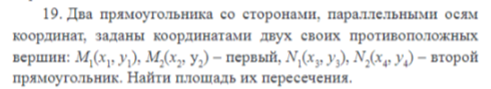 19. Два прямоугольника со сторонами, параллельными осям
координат, заданы координатами двух своих противоположных
вершин: M₁(x₁, y₁), M₂(x₂, y₂) – первый, N₁(x₃, y₃), N₂(x₄, y₄) – второй
прямоугольник. Найти площадь их пересечения.